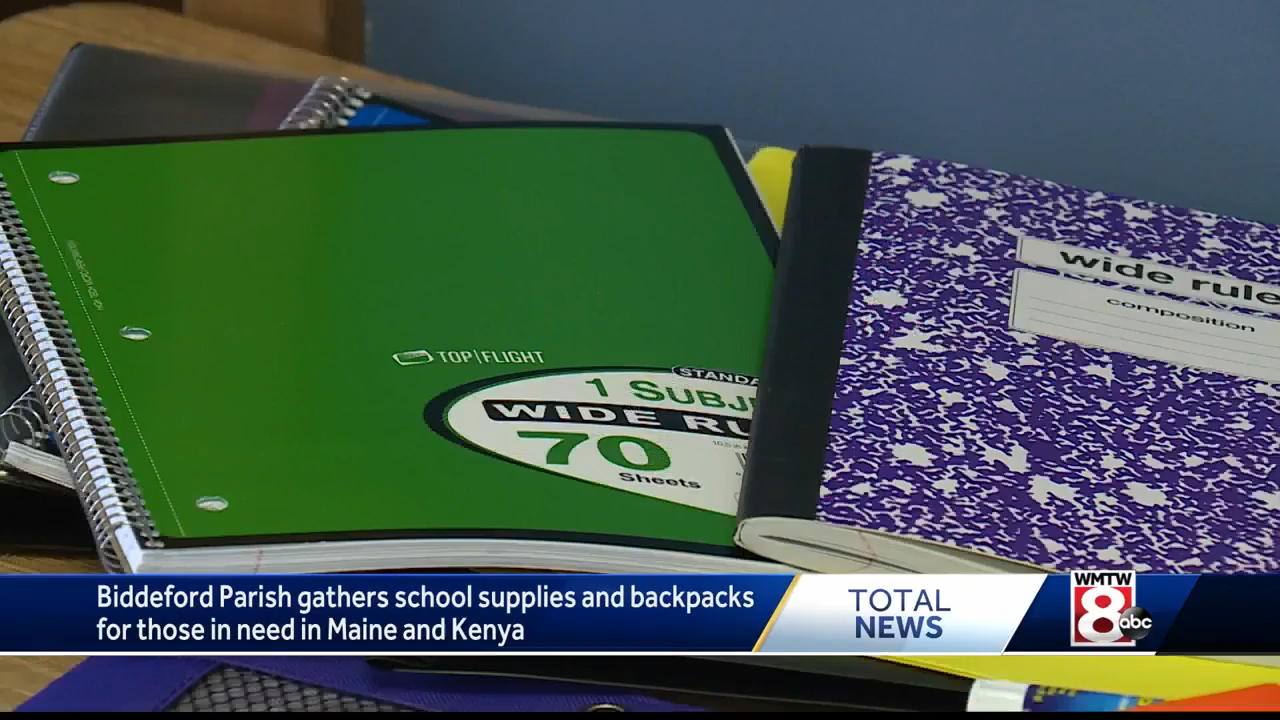 TOP|FLIGHT
STANDA
1 SUBJ
WIDE RU
70
Sheets
wide rule
composition
Biddeford Parish gathers school supplies and backpacks
for those in need in Maine and Kenya
TOTAL
NEWS
WMTW
8
abc